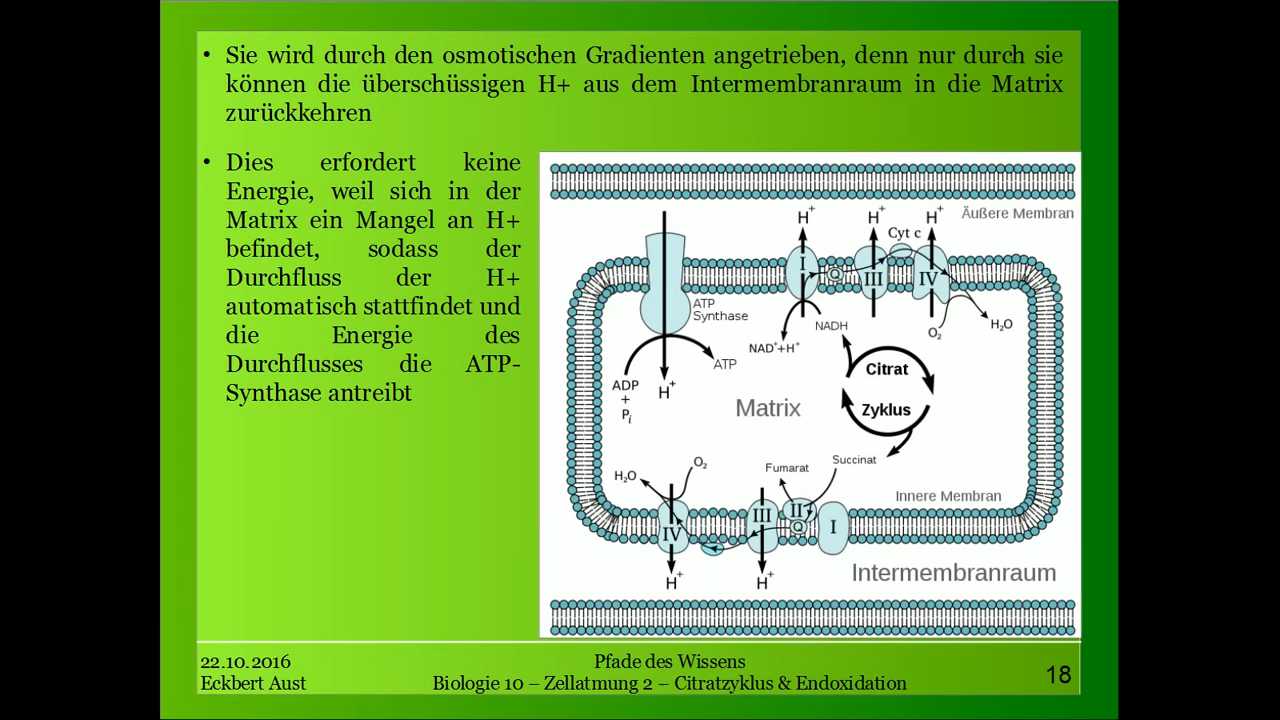 • Sie wird durch den osmotischen Gradienten angetrieben, denn nur durch sie
können die überschüssigen H+ aus dem Intermembranraum in die Matrix
zurückkehren
• Dies erfordert keine
Energie, weil sich in der
Matrix ein Mangel an H+
befindet, sodass der
Durchfluss der H+
automatisch stattfindet und
die Energie des
Durchflusses die ATP-
Synthase antreibt
Äußere Membran
H+
H+
H+
Cyt c
I
Q
III
IV
ATP
Synthase
NADH
NAD++H+
O2
H2O
ATP
ADP
+
Pi
H+
Citrat
Zyklus
Matrix
Succinat
Fumarat
O2
H2O
Innere Membran
IV
III
II
Q
I
H+
H+
Intermembranraum
22.10.2016
Eckbert Aust
Pfade des Wissens
Biologie 10 – Zellatmung 2 – Citratzyklus & Endoxidation
18